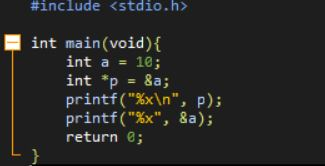 #include <stdio.h>
int main(void){
int a = 10;
int *p = &a;
printf("%x\n", p);
printf("%x", &a);
return 0;
}